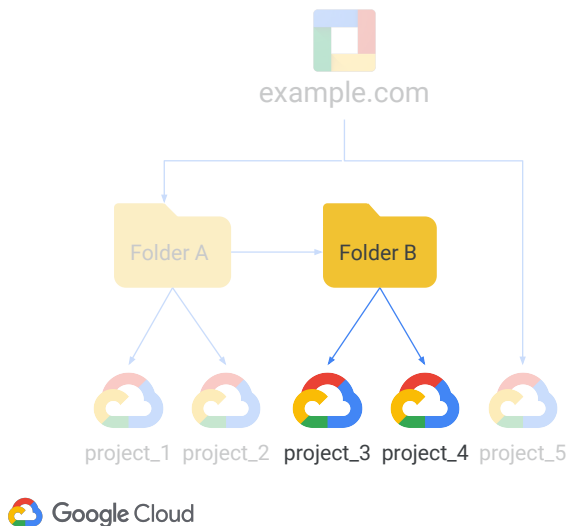 example.com
Folder A
Folder B
project_1
project_2
project_3
project_4
project_5
Google Cloud